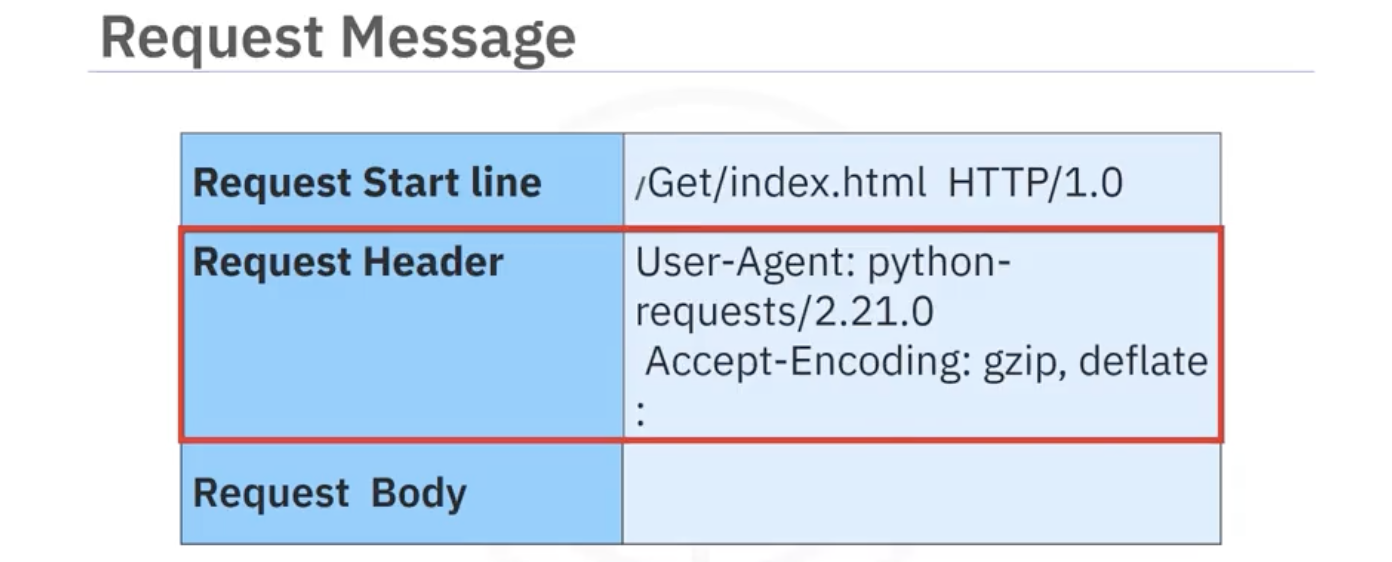 Request Message
Request Start line
/Get/index.html HTTP/1.0
Request Header
User-Agent: python-
requests/2.21.0
Accept-Encoding: gzip, deflate
:
Request Body